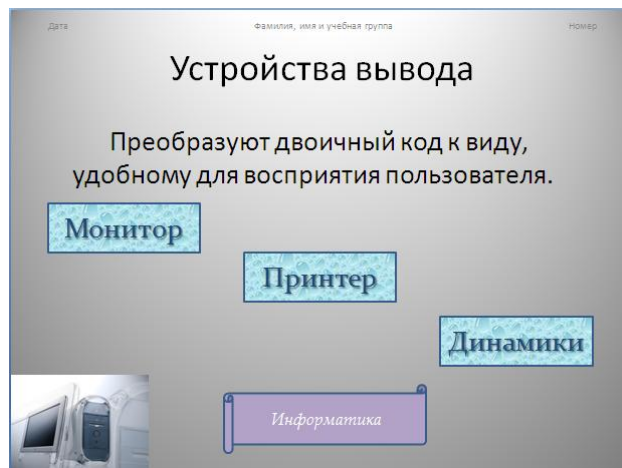 Дата Фамилия, имя и учебная группа Номер
Устройства вывода
Преобразуют двоичный код к виду,
удобному для восприятия пользователя.
Монитор
Принтер
Динамики
Информатика